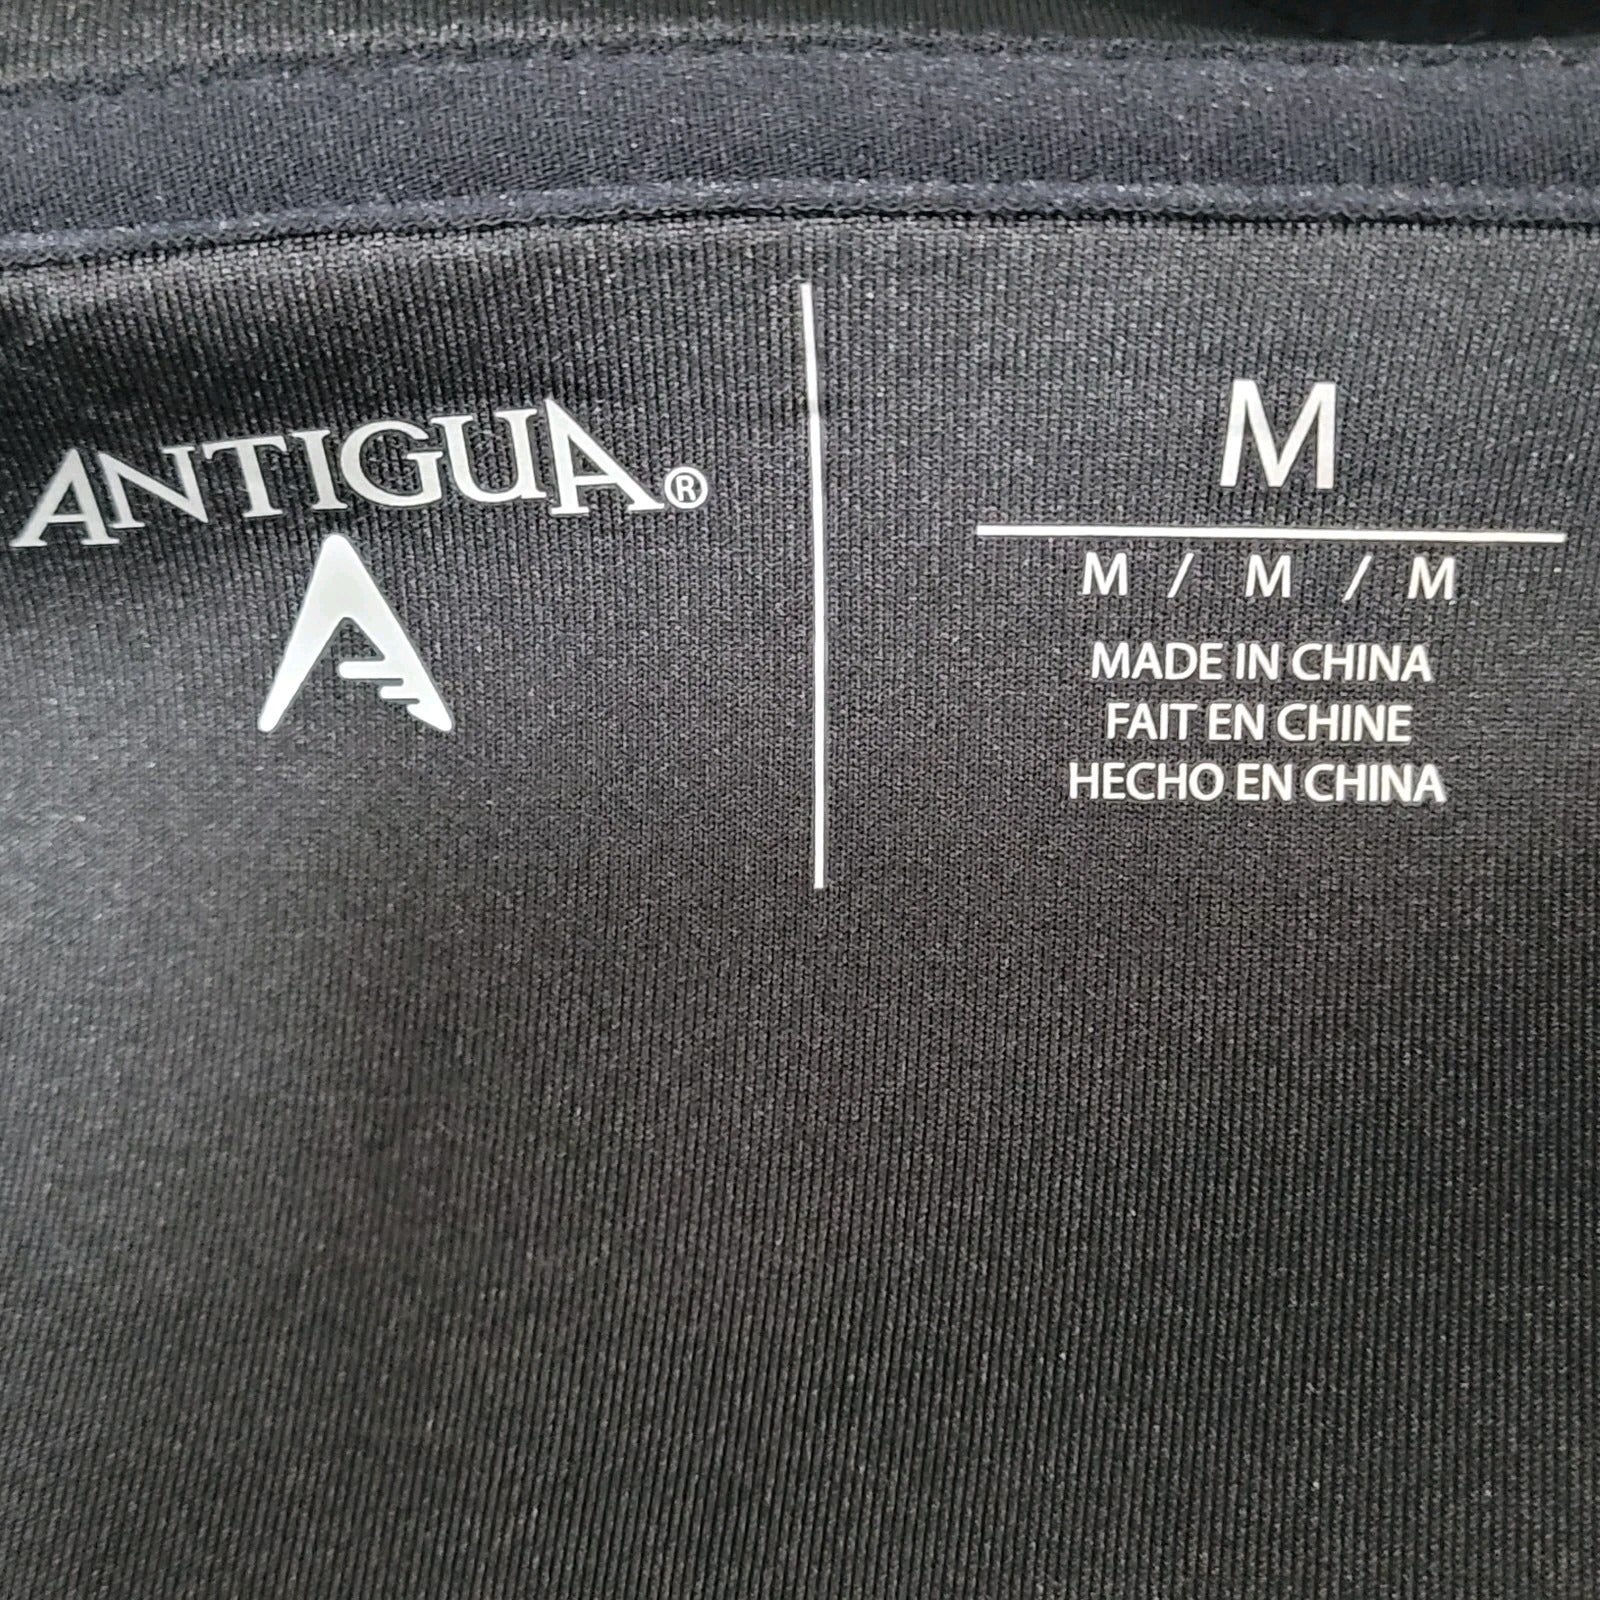 ANTIGUA®
M
M / M / M
MADE IN CHINA
FAIT EN CHINE
HECHO EN CHINA